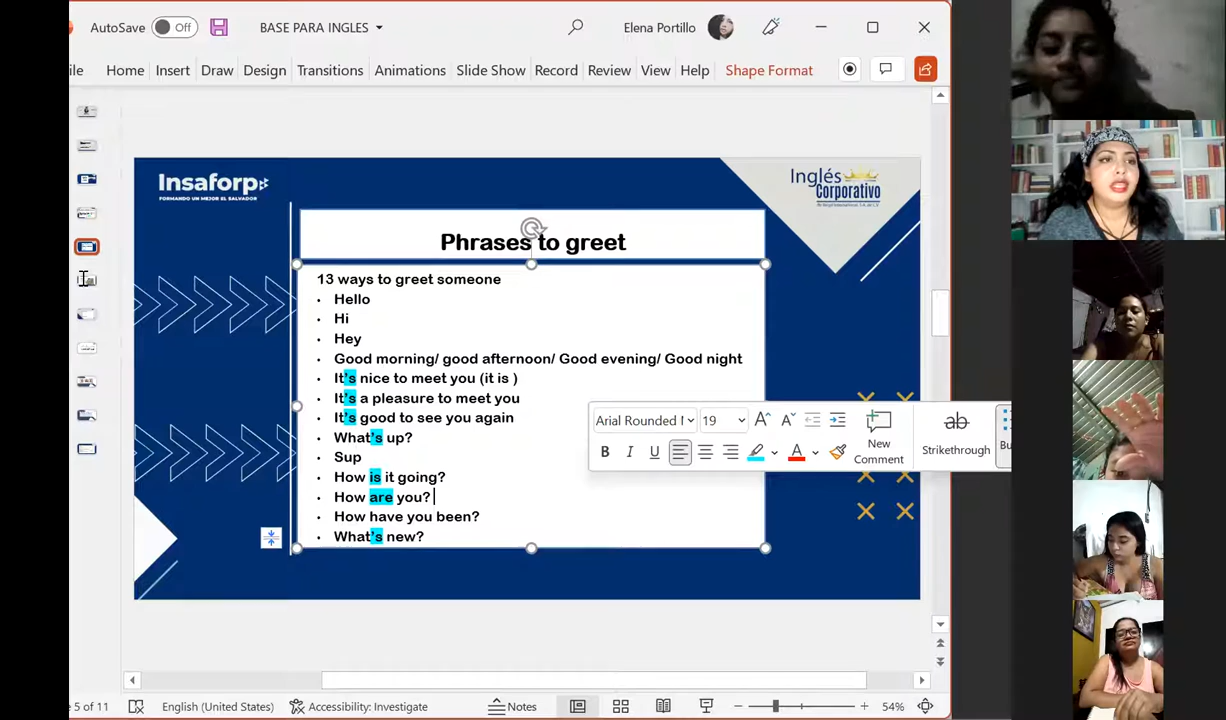 AutoSave Off BASE PARA INGLES Elena Portillo
ile Home Insert Draw Design Transitions Animations Slide Show Record Review View Help Shape Format
Insaforp
FORMANDO UN MEJOR EL SALVADOR
Inglés
Corporativo
Phrases to greet
13 ways to greet someone
• Hello
• Hi
• Hey
• Good morning/ good afternoon/ Good evening/ Good night
• It's nice to meet you (it is )
• It's a pleasure to meet you
• It's good to see you again
• What's up?
• Sup
• How is it going?
• How are you?
• How have you been?
• What's new?
Arial Rounded 19
New
Comment
ab
Strikethrough
Bu
B I U A
5 of 11 English (United States) Accessibility: Investigate Notes 54%